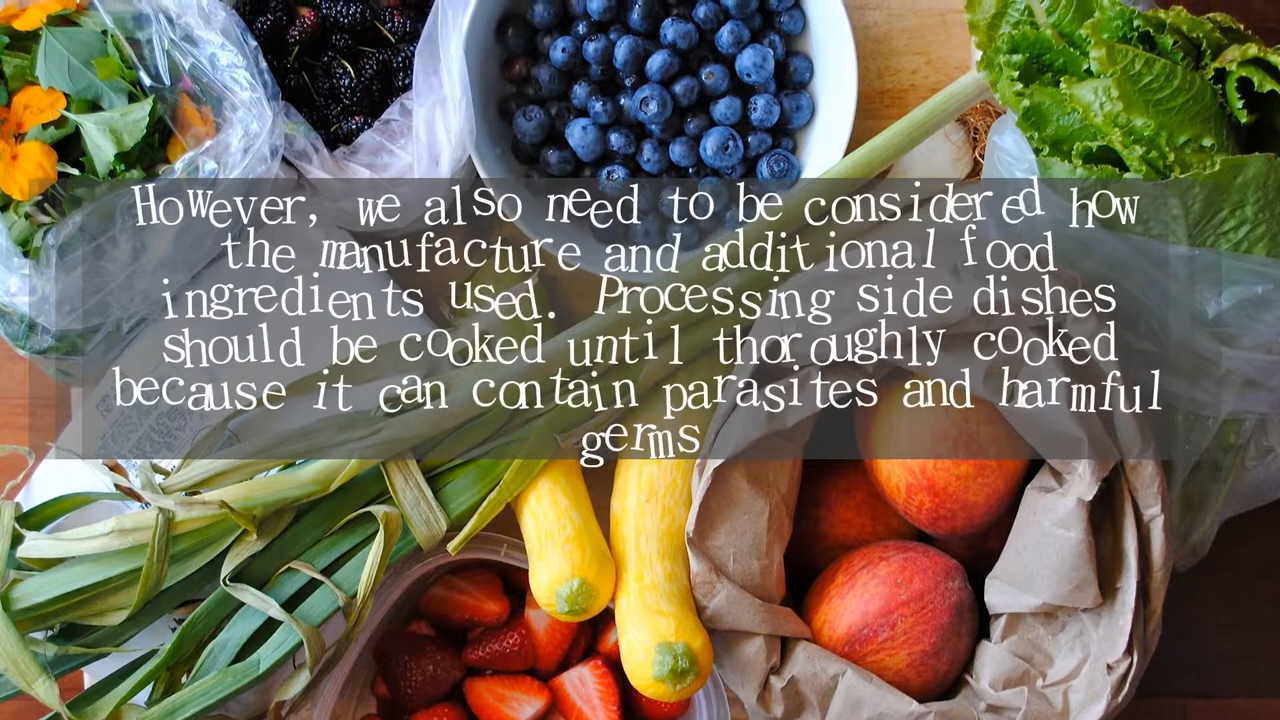 However, we also need to be considered how
the manufacture and additional food
ingredients used. Processing side dishes
should be cooked until thoroughly cooked
because it can contain parasites and harmful
germs